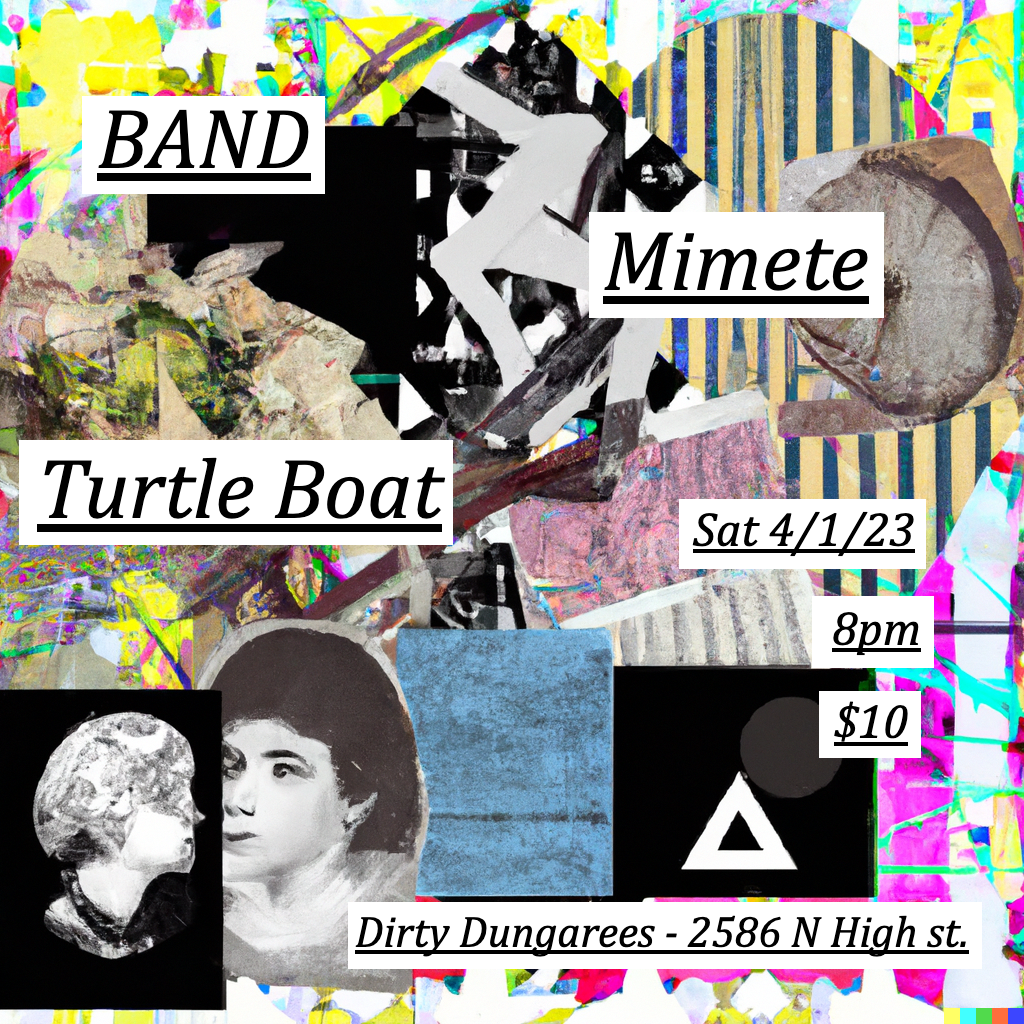 BAND
Mimete
Turtle Boat
Sat 4/1/23
8pm
$10
Dirty Dungarees - 2586 N High st.